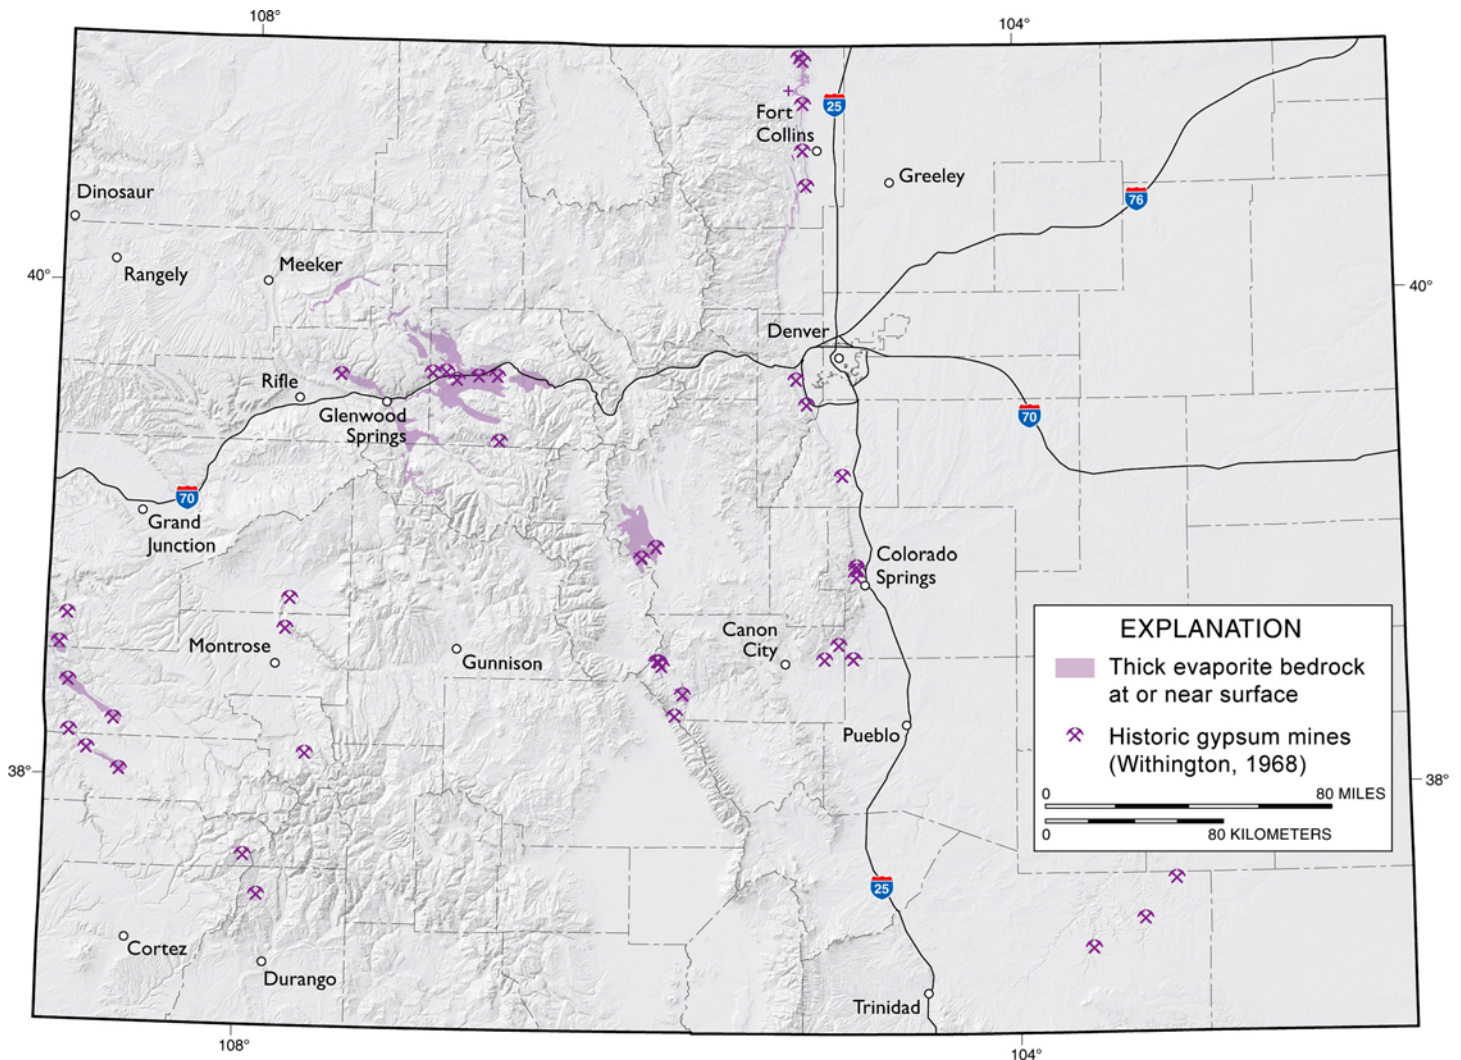 108°
104°
25
Fort
Collins
Greeley
76
Dinosaur
Rangely
Meeker
40°
40°
Denver
Rifle
Glenwood
Springs
70
70
Grand
Junction
Colorado
Springs
Montrose
Gunnison
Canon
City
Pueblo
38°
38°
EXPLANATION
Thick evaporite bedrock
at or near surface
Historic gypsum mines
(Withington, 1968)
0 80 MILES
0 80 KILOMETERS
25
Cortez
Durango
Trinidad
108°
104°